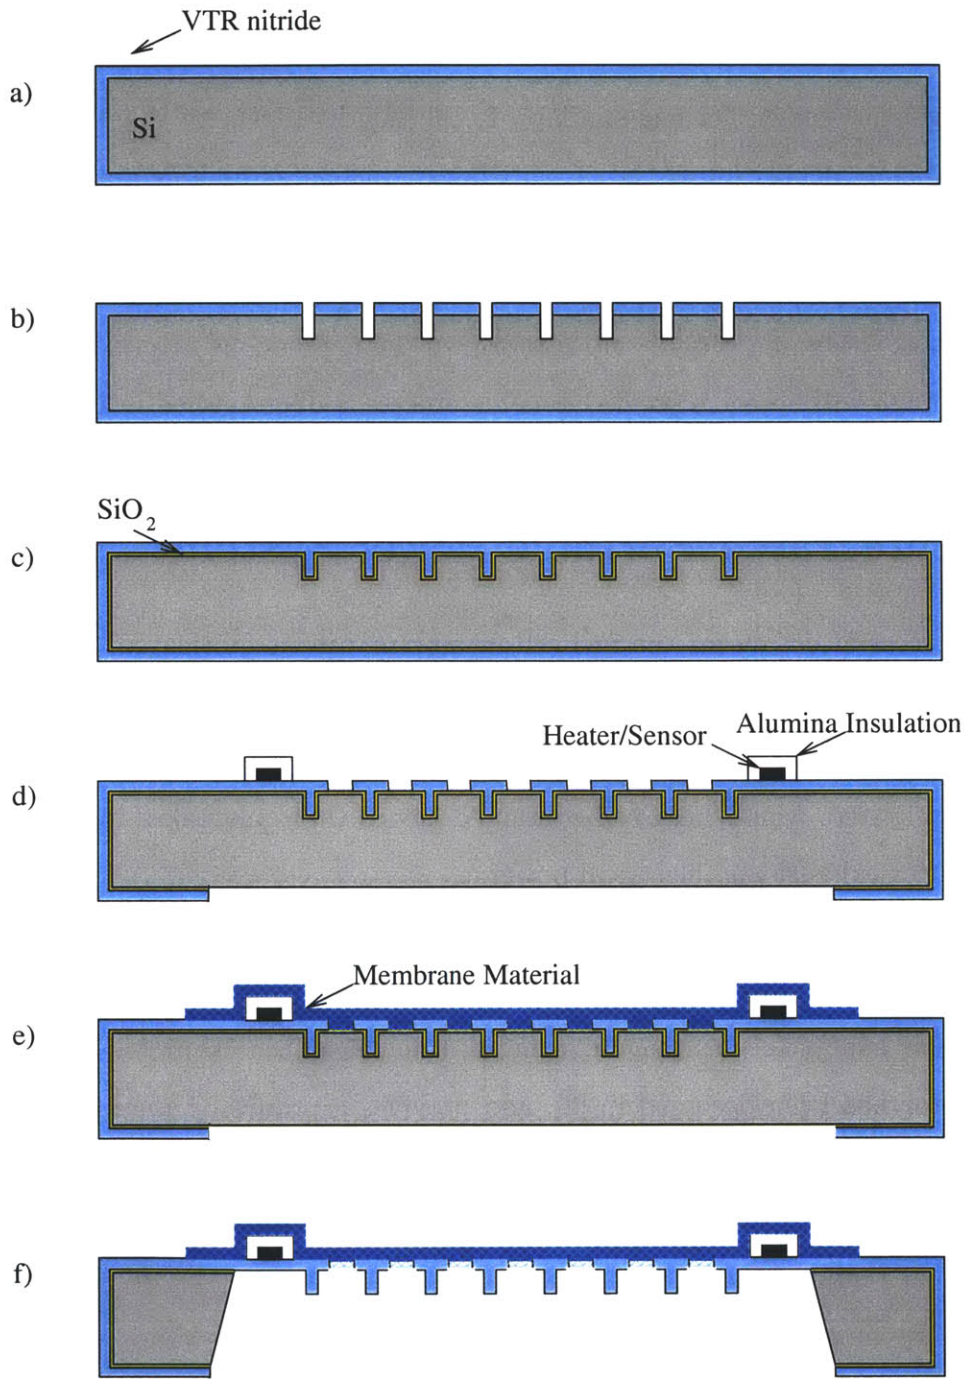 VTR nitride
a)
Si
b)
SiO2
c)
Alumina Insulation
Heater/Sensor
d)
Membrane Material
e)
f)